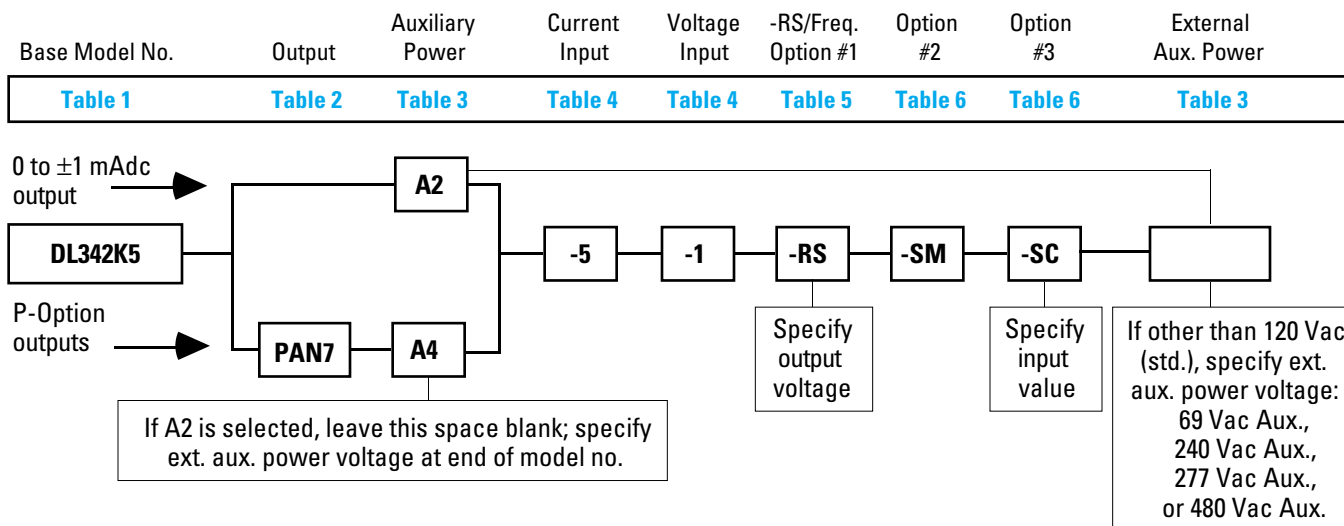 Base Model No.
Output
Auxiliary
Power
Current
Input
Voltage
Input
-RS/Freq.
Option #1
Option
#2
Option
#3
External
Aux. Power
Table 1
Table 2
Table 3
Table 4
Table 4
Table 5
Table 6
Table 6
Table 3
0 to ±1 mAdc
output
A2
DL342K5
-5
-1
-RS
-SM
-SC
P-Option
outputs
PAN7
A4
Specify
output
voltage
Specify
input
value
If other than 120 Vac
(std.), specify ext.
aux. power voltage:
69 Vac Aux.,
240 Vac Aux.,
277 Vac Aux.,
or 480 Vac Aux.
If A2 is selected, leave this space blank; specify
ext. aux. power voltage at end of model no.